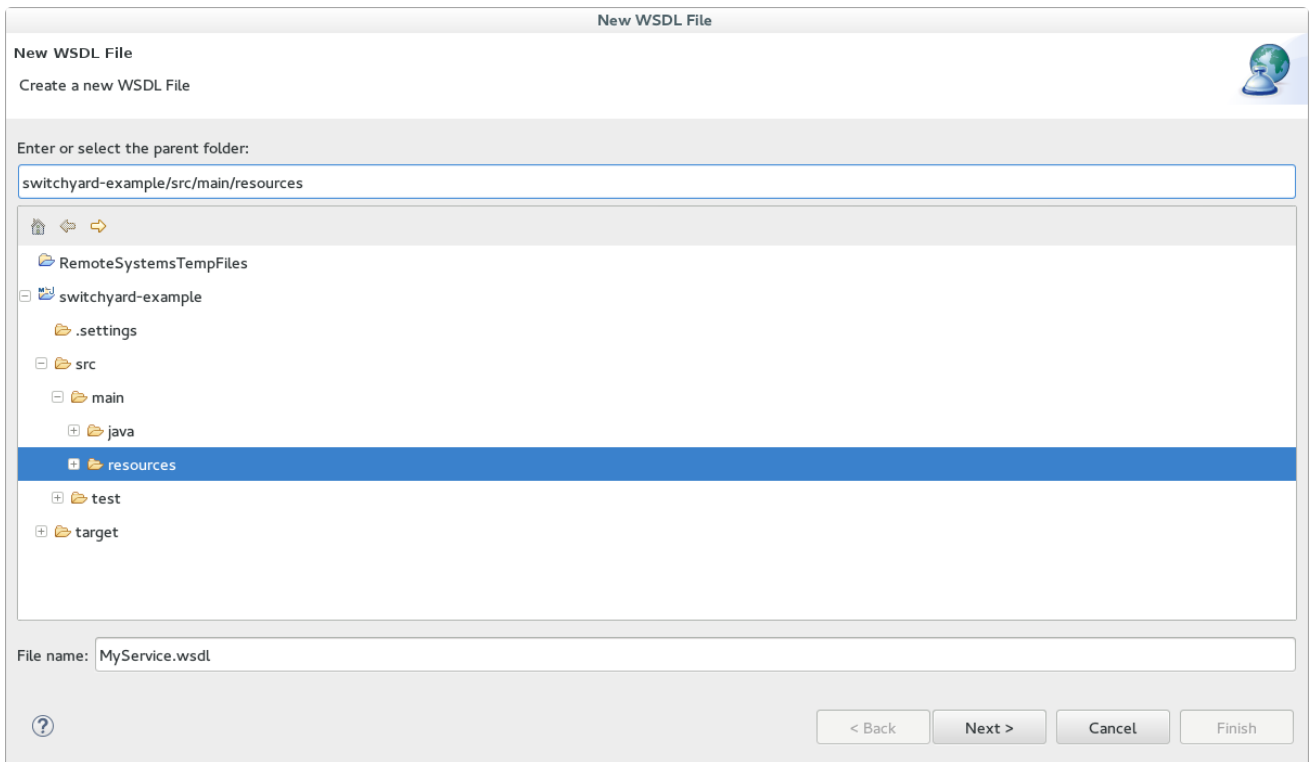 New WSDL File
New WSDL File
Create a new WSDL File
Enter or select the parent folder:
switchyard-example/src/main/resources
RemoteSystemsTempFiles
switchyard-example
.settings
src
main
java
resources
test
target
File name: MyService.wsdl
< Back Next > Cancel Finish